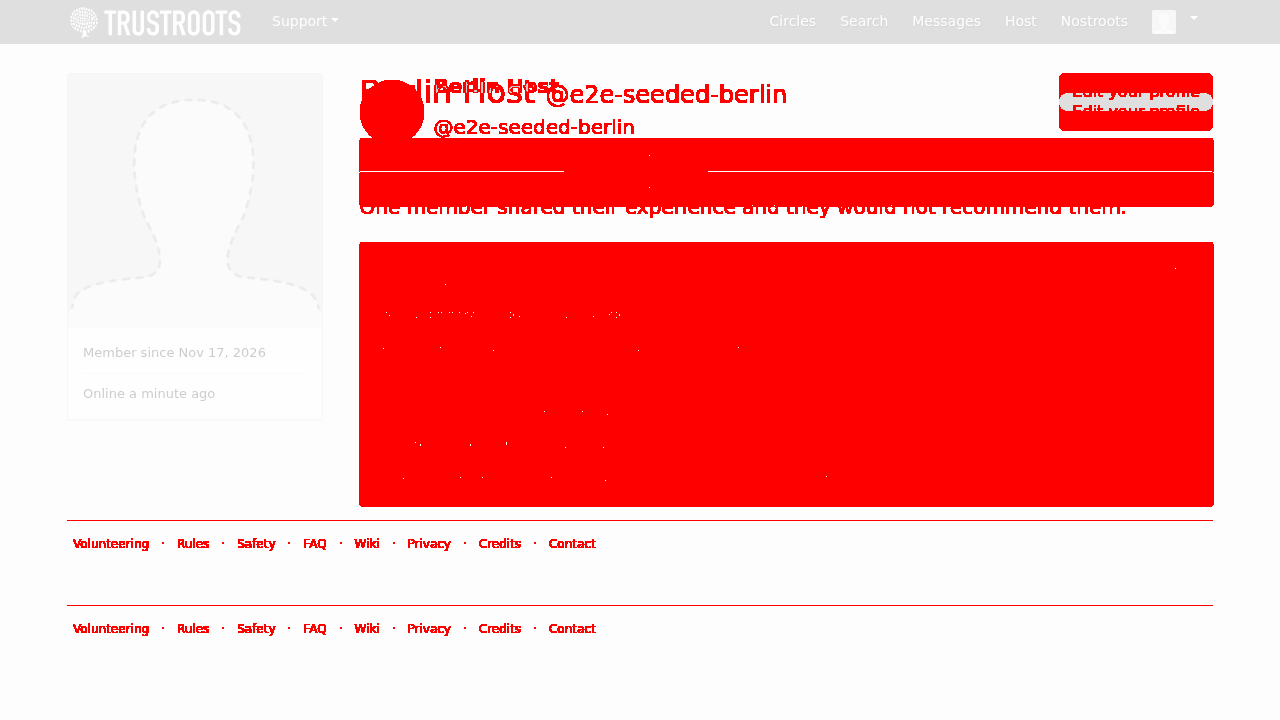 TRUSTROOTS Support Circles Search Messages Host Nostroots
Berlin Host @e2e-seeded-berlin
Berlin Host
@e2e-seeded-berlin
Edit your profile
Edit your profile
One member shared their experience and they would not recommend them.
Member since Nov 17, 2026
Online a minute ago
Volunteering · Rules · Safety · FAQ · Wiki · Privacy · Credits · Contact
Volunteering · Rules · Safety · FAQ · Wiki · Privacy · Credits · Contact